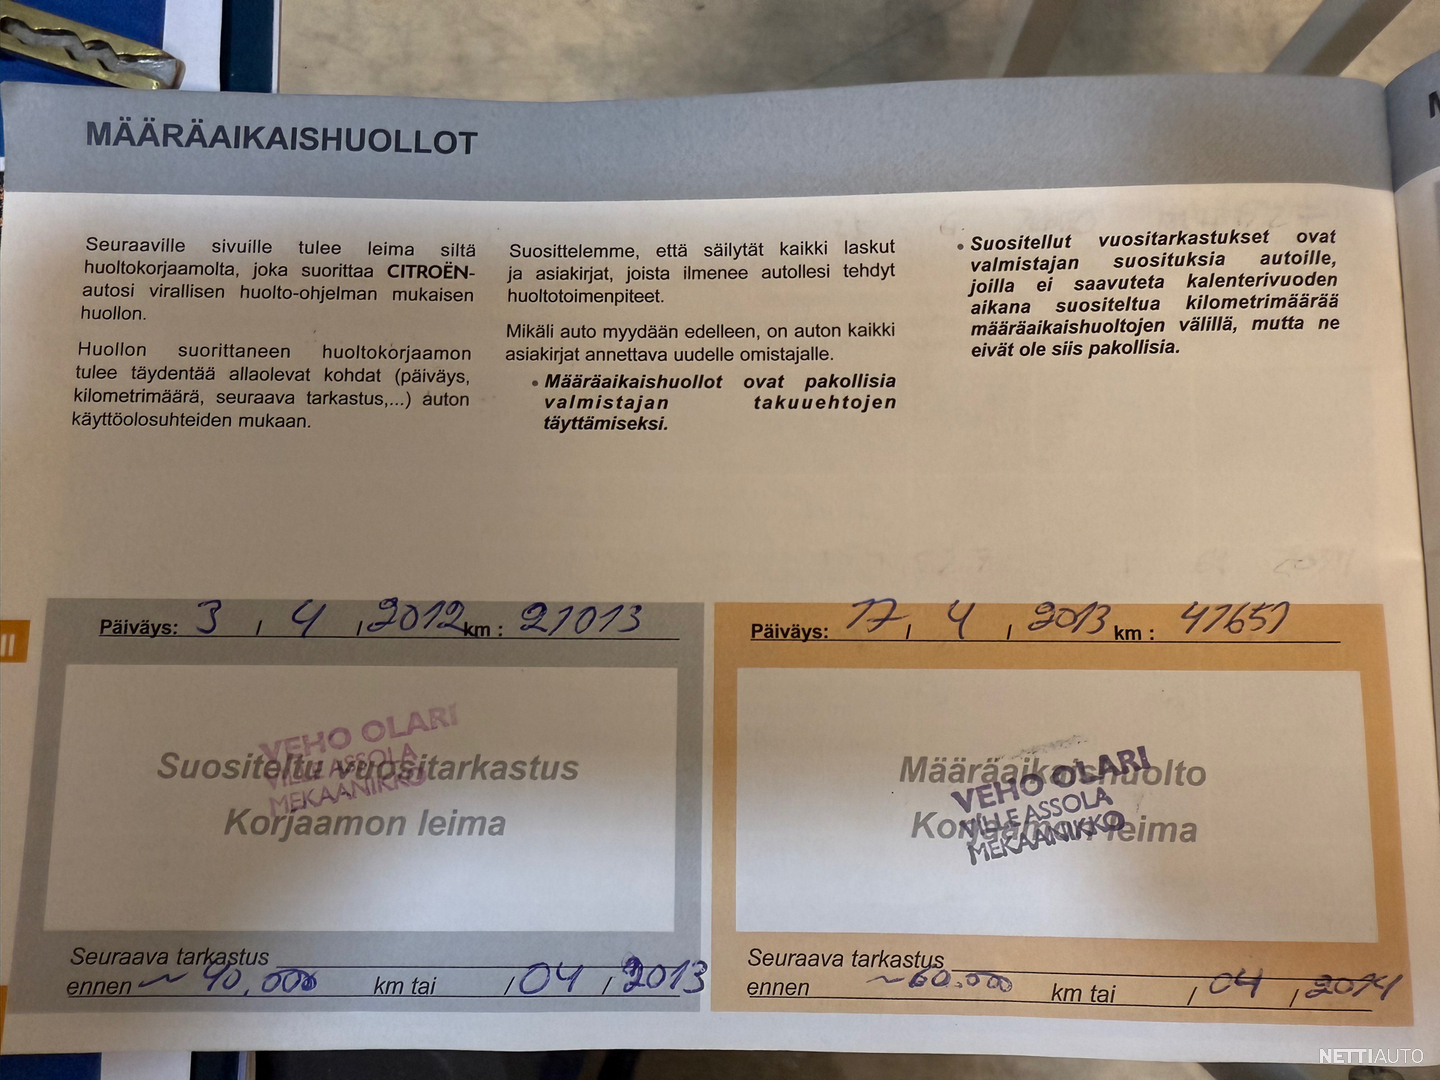 MÄÄRÄAIKAISHUOLLOT
Seuraaville sivuille tulee leima siltä
huoltokorjaamolta, joka suorittaa CITROËN-
autosi virallisen huolto-ohjelman mukaisen
huollon.
Huollon suorittaneen huoltokorjaamon
tulee täydentää allaolevat kohdat (päiväys,
kilometrimäärä, seuraava tarkastus,...) auton
käyttöolosuhteiden mukaan.
Suosittelemme, että säilytät kaikki laskut
ja asiakirjat, joista ilmenee autollesi tehdyt
huoltotoimenpiteet.
Mikäli auto myydään edelleen, on auton kaikki
asiakirjat annettava uudelle omistajalle.
• Määräaikaishuollot ovat pakollisia
valmistajan takuuehtojen
täyttämiseksi.
• Suositellut vuositarkastukset ovat
valmistajan suosituksia autoille,
joilla ei saavuteta kalenterivuoden
aikana suositeltua kilometrimäärää
määräaikaishuoltojen välillä, mutta ne
eivät ole siis pakollisia.
II
Päiväys: 3 / 4 / 2012 km : 21013
VEHO OLARI
VILLE ASSOLA
MEKAANIKKO
Suositeltu vuositarkastus
Korjaamon leima
Seuraava tarkastus
ennen ~ 40.000 km tai / 04 / 2013
Päiväys: 17 / 4 / 2013 km : 41651
VEHO OLARI
VILLE ASSOLA
MEKAANIKKO
Määräaikaishuolto
Korjaamon leima
Seuraava tarkastus
ennen ~60.000 km tai / 04 / 2014
NETTIAUTO